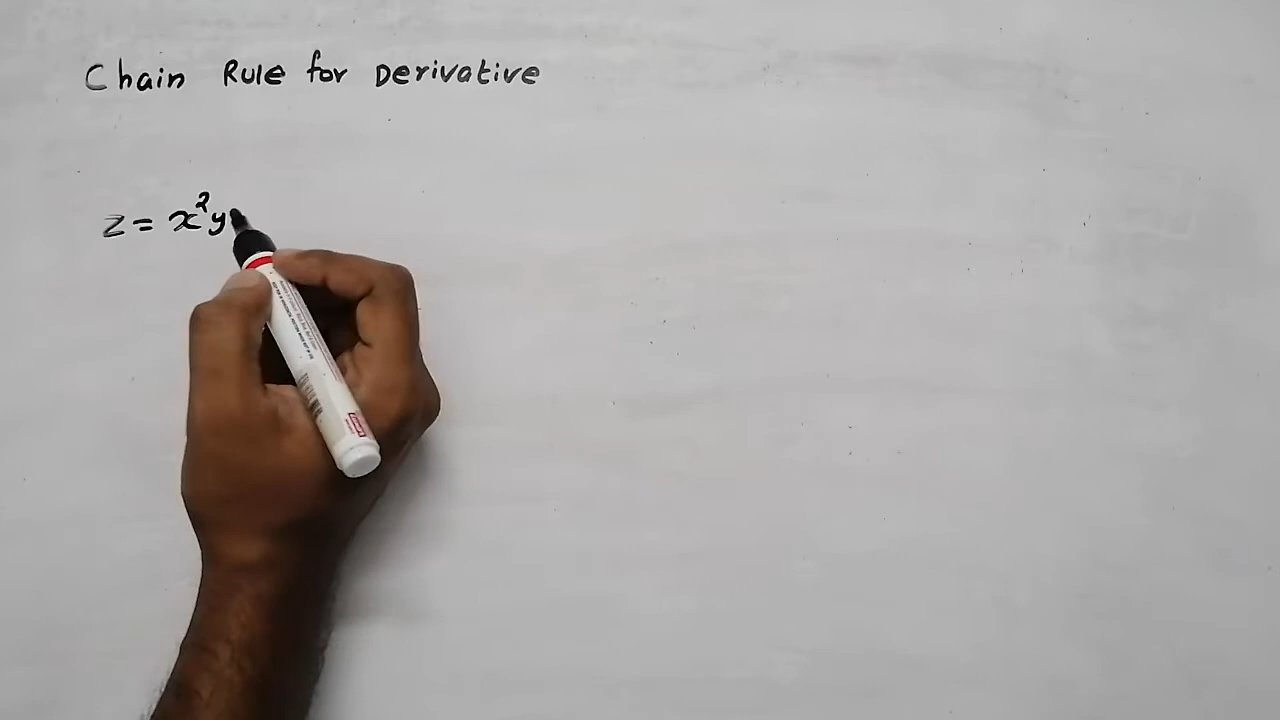 Chain Rule for Derivative
z = x²y